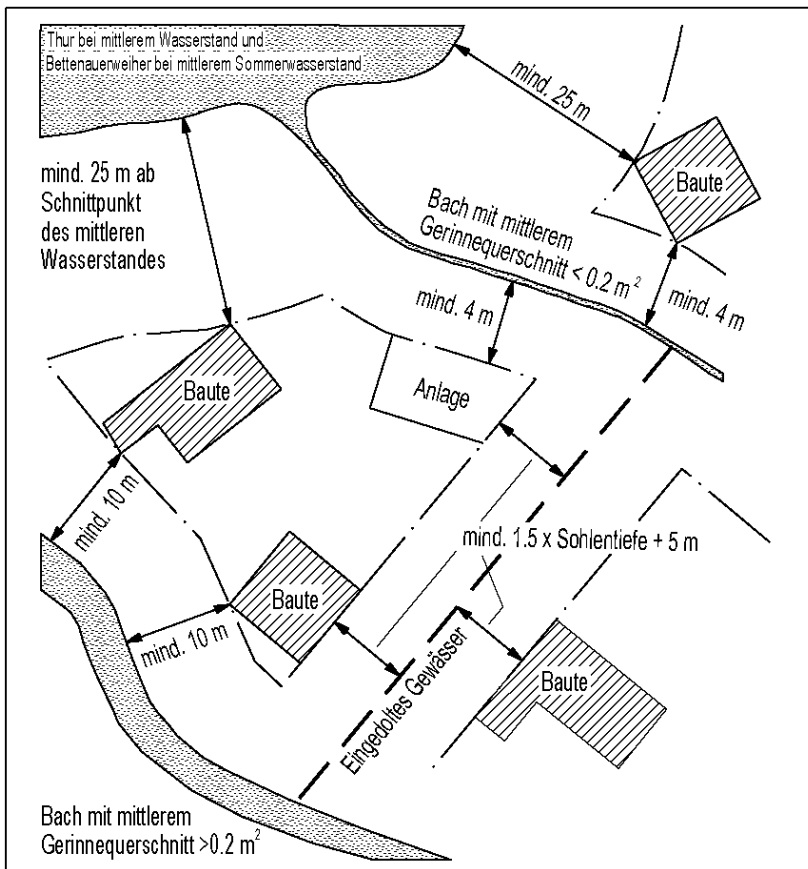 Thur bei mittlerem Wasserstand und
Bettenauerweiher bei mittlerem Sommerwasserstand
mind. 25 m
Baute
mind. 25 m ab
Schnittpunkt
des mittleren
Wasserstandes
Bach mit mittlerem
Gerinnequerschnitt < 0.2 m²
mind. 4 m
mind. 4 m
Baute
Anlage
mind. 10 m
mind. 1.5 x Sohlentiefe + 5 m
Baute
mind. 10 m
Eingedoltes Gewässer
Baute
Bach mit mittlerem
Gerinnequerschnitt >0.2 m²